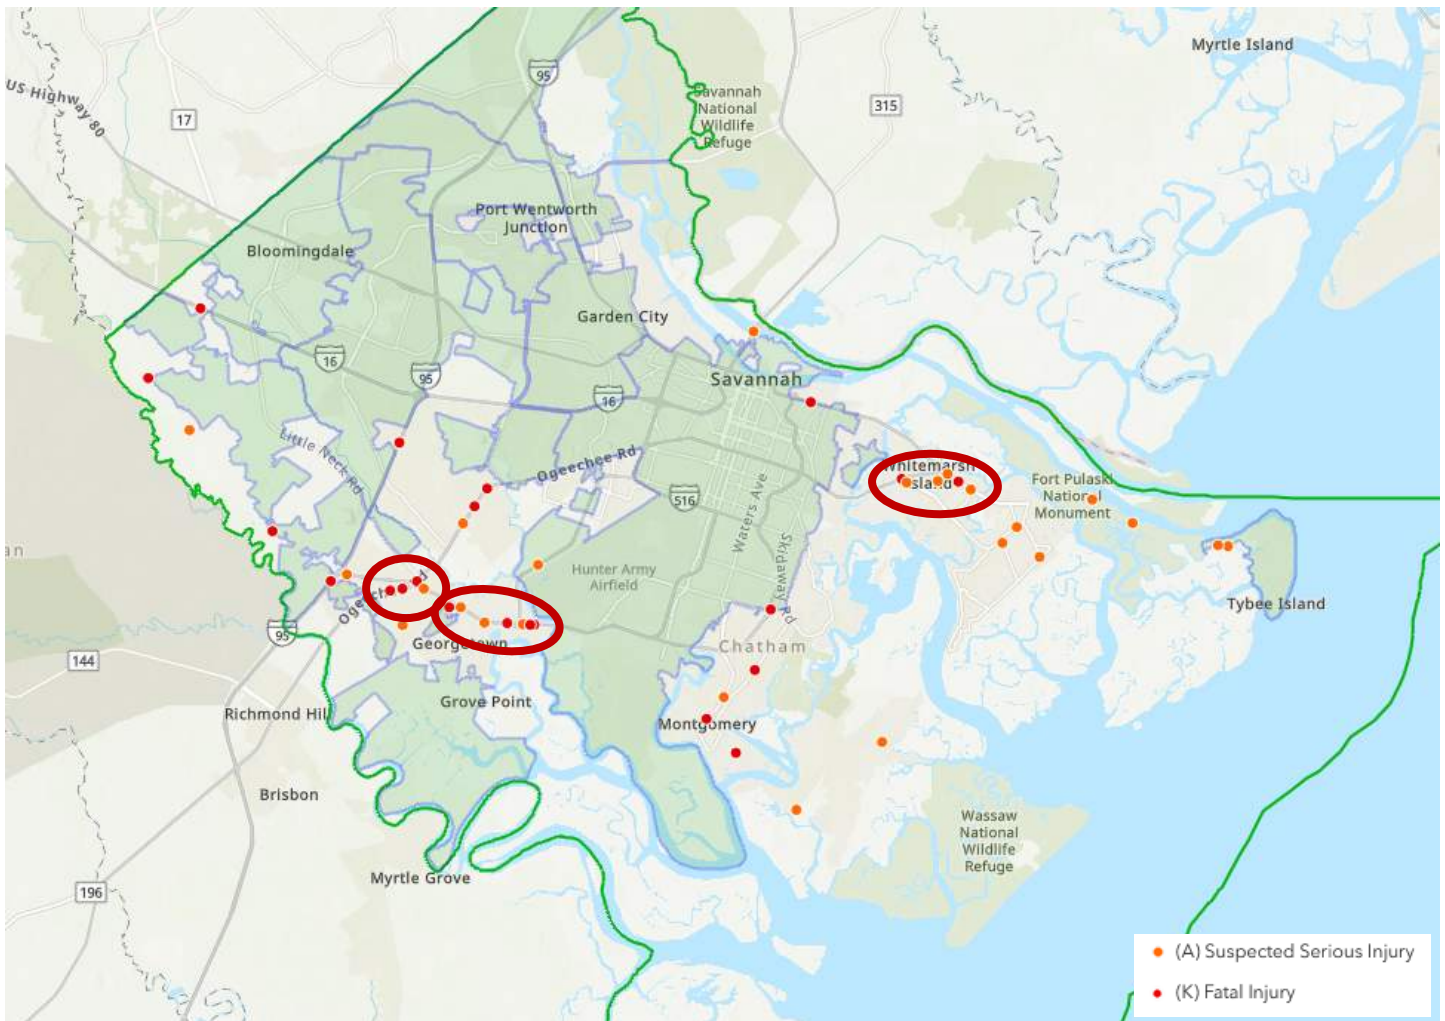 Myrtle Island
95
US Highway 80
Savannah
National
Wildlife
Refuge
315
17
Port Wentworth
Junction
Bloomingdale
Garden City
16
95
Savannah
16
Little Neck Rd
Ogeechee Rd
Whitemarsh
Island
Fort Pulaski
National
Monument
516
Waters Ave
Skidaway Rd
Hunter Army
Airfield
an
Tybee Island
95
Georgetown
Chatham
144
Grove Point
Richmond Hil
Montgomery
Brisbon
Wassaw
National
Wildlife
Refuge
Myrtle Grove
196
(A) Suspected Serious Injury
(K) Fatal Injury